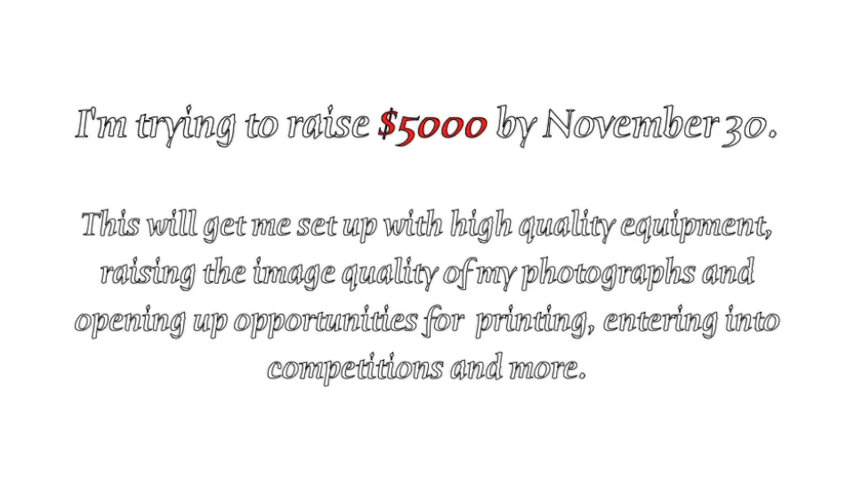 I'm trying to raise $5000 by November 30.
This will get me set up with high quality equipment,
raising the image quality of my photographs and
opening up opportunities for printing, entering into
competitions and more.